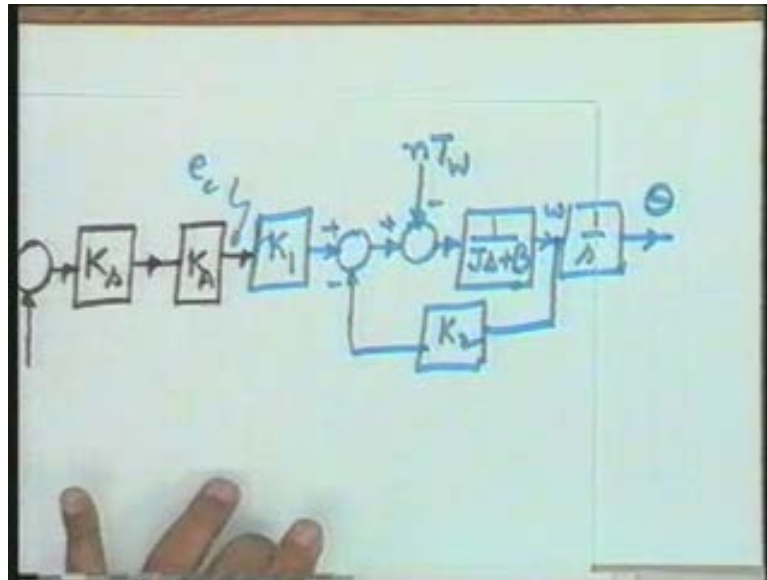 nT_w
e_c
-
K_s
K_A
K_1
+
-
+
1
Js+B
ω
1
s
θ
K_2